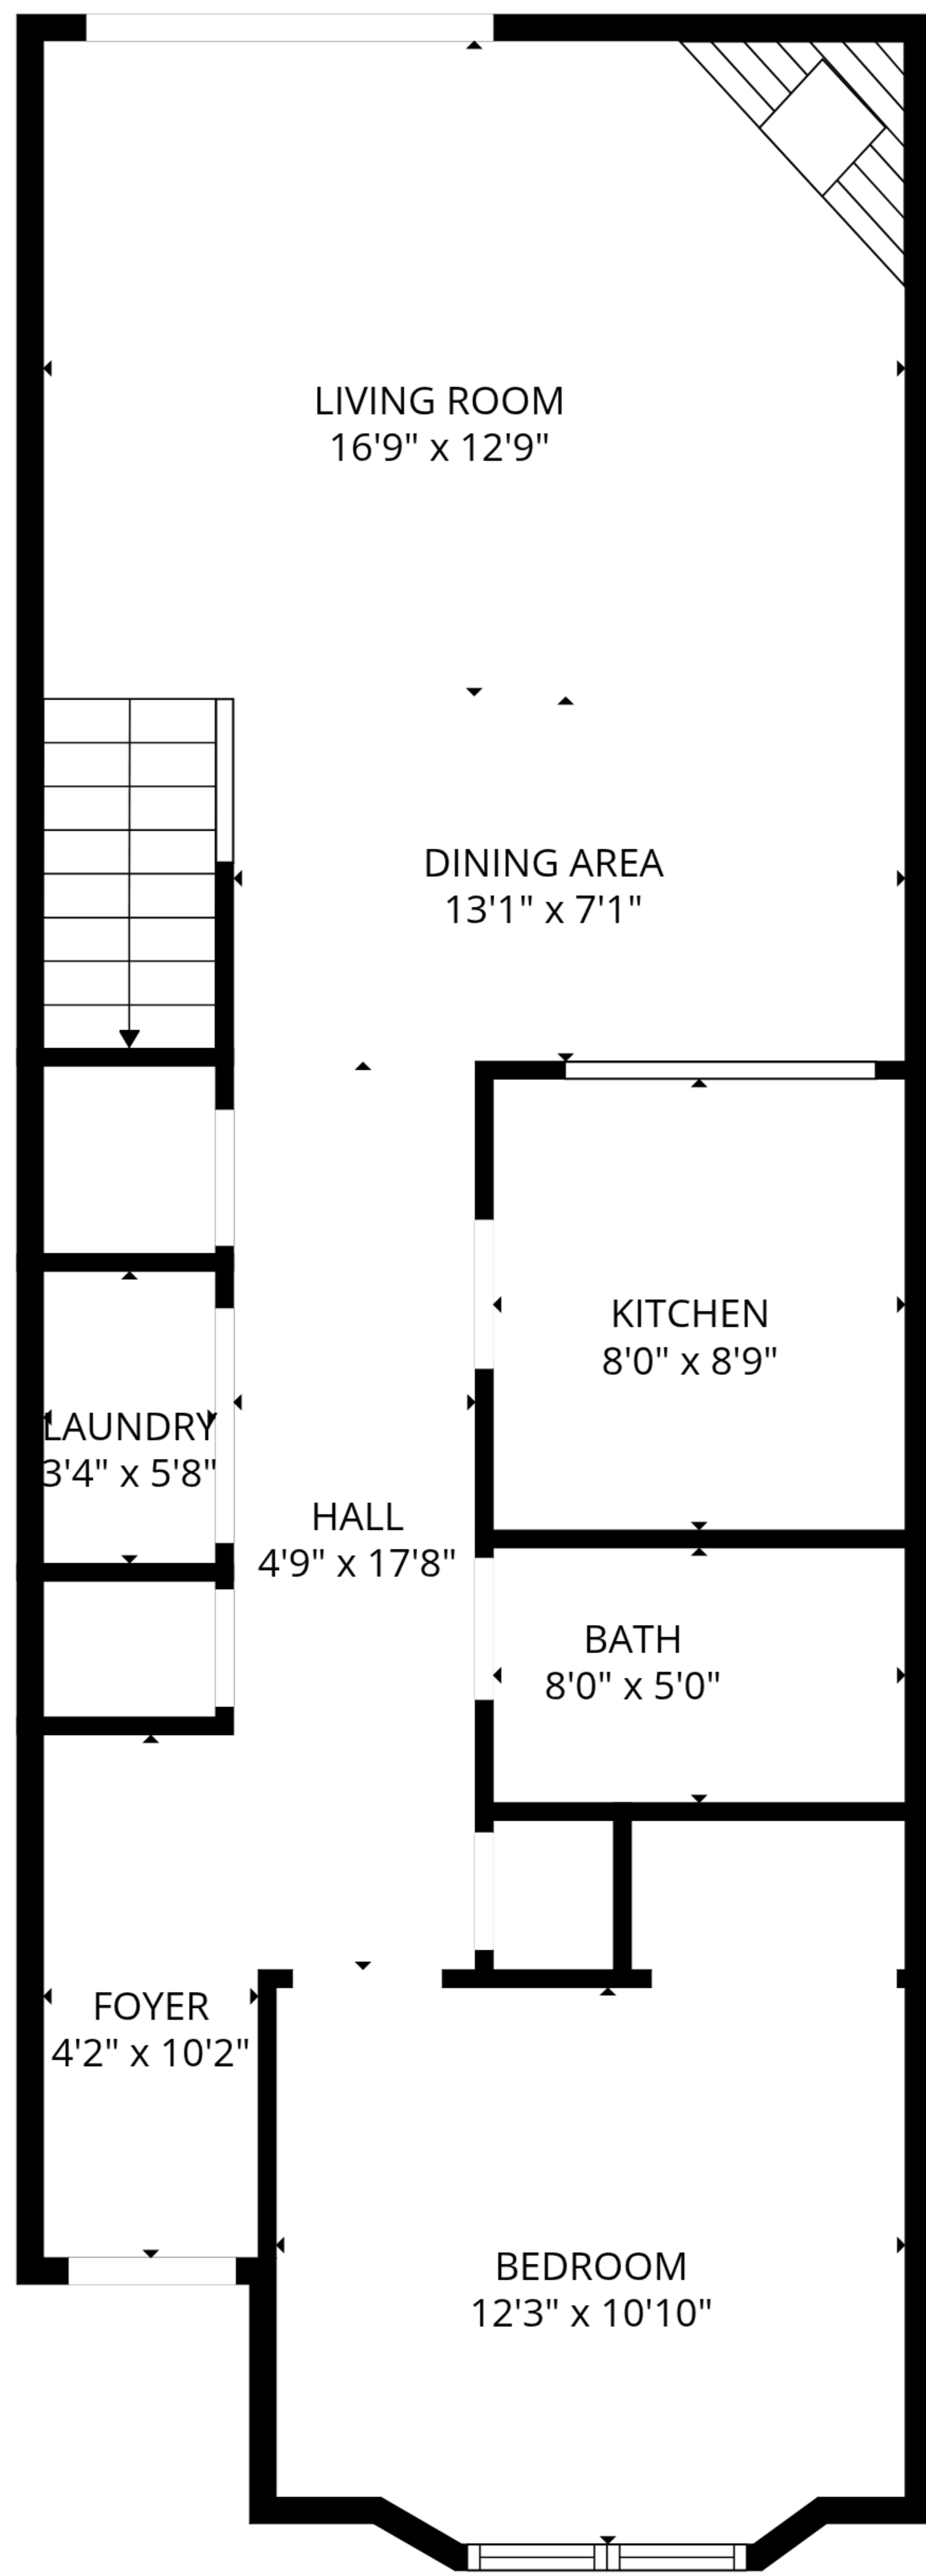 LIVING ROOM
16'9" x 12'9"
DINING AREA
13'1" x 7'1"
KITCHEN
8'0" x 8'9"
LAUNDRY
3'4" x 5'8"
HALL
4'9" x 17'8"
BATH
8'0" x 5'0"
FOYER
4'2" x 10'2"
BEDROOM
12'3" x 10'10"